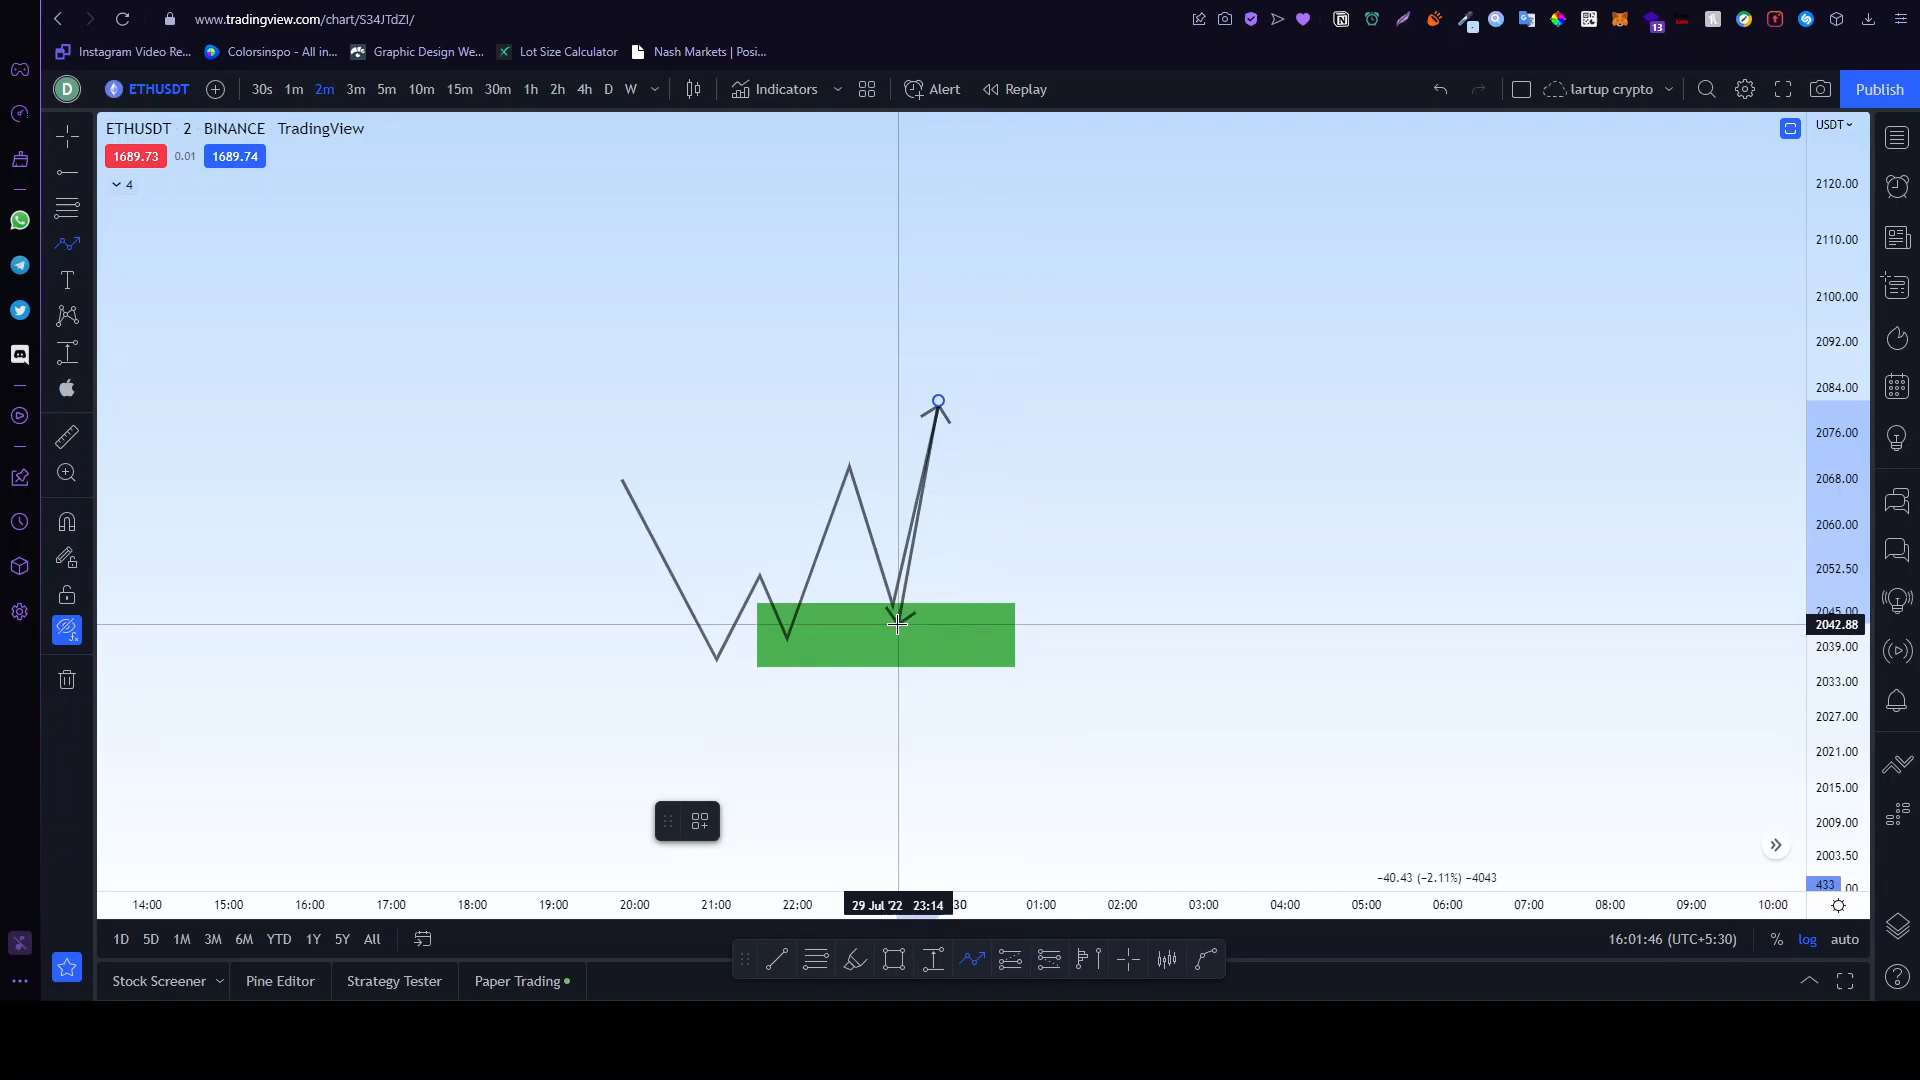 www.tradingview.com/chart/S34JTdZI/
13
Instagram Video Re... Colorsinspo - All in... Graphic Design We... Lot Size Calculator Nash Markets | Posi...
D ETHUSDT 30s 1m 2m 3m 5m 10m 15m 30m 1h 2h 4h D W Indicators Alert Replay lartup crypto Publish
ETHUSDT 2 BINANCE TradingView
USDT
1689.73 0.01 1689.74
4
2120.00
2110.00
2100.00
2092.00
2084.00
2076.00
2068.00
2060.00
2052.50
2045.00
2042.88
2039.00
2033.00
2027.00
2021.00
2015.00
2009.00
2003.50
−40.43 (−2.11%) −4043
433
14:00 15:00 16:00 17:00 18:00 19:00 20:00 21:00 22:00 29 Jul '22 23:14 30 01:00 02:00 03:00 04:00 05:00 06:00 07:00 08:00 09:00 10:00
1D 5D 1M 3M 6M YTD 1Y 5Y All 16:01:46 (UTC+5:30) % log auto
Stock Screener Pine Editor Strategy Tester Paper Trading